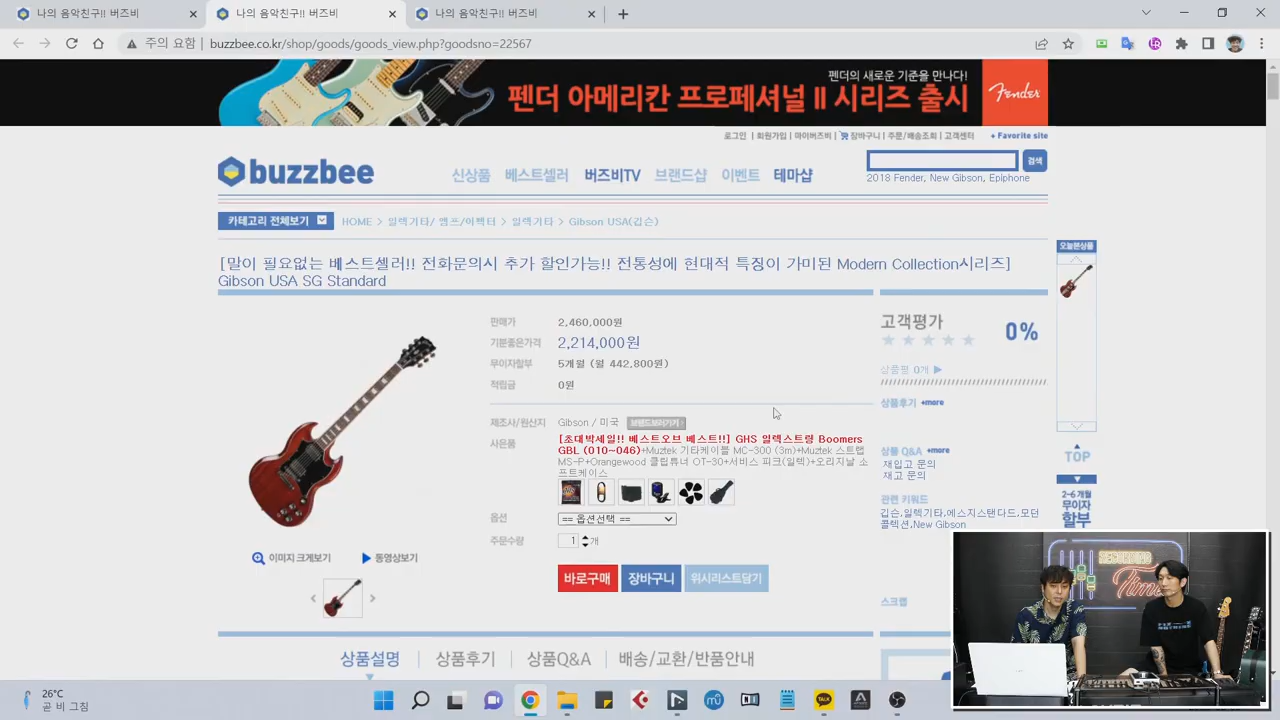 나의 음악친구!! 버즈비
나의 음악친구!! 버즈비
나의 음악친구!! 버즈비
주의 요함 | buzzbee.co.kr/shop/goods/goods_view.php?goodsno=22567
펜더의 새로운 기준을 만나다!
펜더 아메리칸 프로페셔널 II 시리즈 출시
Fender
로그인 | 회원가입 | 마이버즈비 | 장바구니 | 주문/배송조회 | 고객센터 + Favorite site
buzzbee
신상품 베스트셀러 버즈비TV 브랜드샵 이벤트 테마샵
검색
2018 Fender, New Gibson, Epiphone
카테고리 전체보기 HOME > 일렉기타/ 앰프/이펙터 > 일렉기타 > Gibson USA(깁슨)
오늘본상품
[말이 필요없는 베스트셀러!! 전화문의시 추가 할인가능!! 전통성에 현대적 특징이 가미된 Modern Collection시리즈]
Gibson USA SG Standard
판매가 2,460,000원
기분좋은가격 2,214,000원
무이자할부 5개월 (월 442,800원)
적립금 0원
고객평가 0%
상품평 0개 ▶
상품후기 +more
제조사/원산지 Gibson / 미국 브랜드보러가기
사은품 [초대박세일!! 베스트오브 베스트!!] GHS 일렉스트링 Boomers
GBL (010~046)+Muztek 기타케이블 MC-300 (3m)+Muztek 스트랩
MS-F+Orangewood 클립튜너 OT-30+서비스 피크(일렉)+오리지날 소
프트케이스
상품 Q&A +more
재입고 문의
재고 문의
관련 키워드
깁슨,일렉기타,에스지스탠다드,모던
콜렉션,New Gibson
TOP
2~6 개월
무이자
할부
옵션 == 옵션선택 ==
주문수량 1 개
이미지 크게보기 동영상보기
바로구매 장바구니 위시리스트담기
스크랩
상품설명 상품후기 상품Q&A 배송/교환/반품안내
RECORDING
Time
26°C
곧 비 그침
TALK